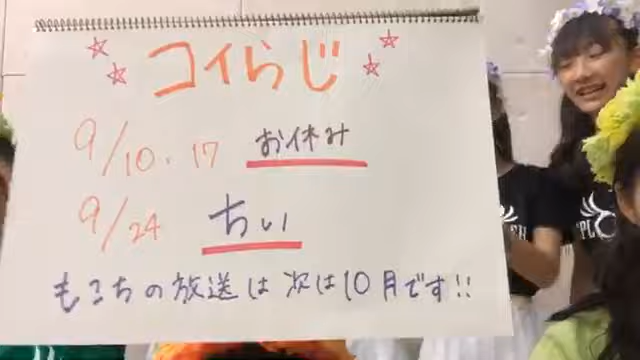 ☆☆ コイらじ ☆☆
9/10.17 お休み
9/24 ちぃ
もこちの放送は次は10月です!!